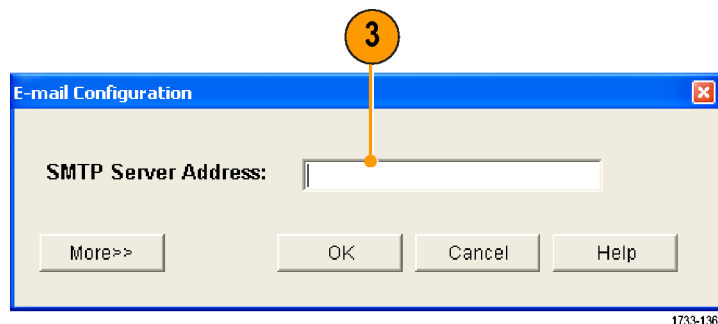 3
E-mail Configuration
SMTP Server Address:
More>> OK Cancel Help
1733-136